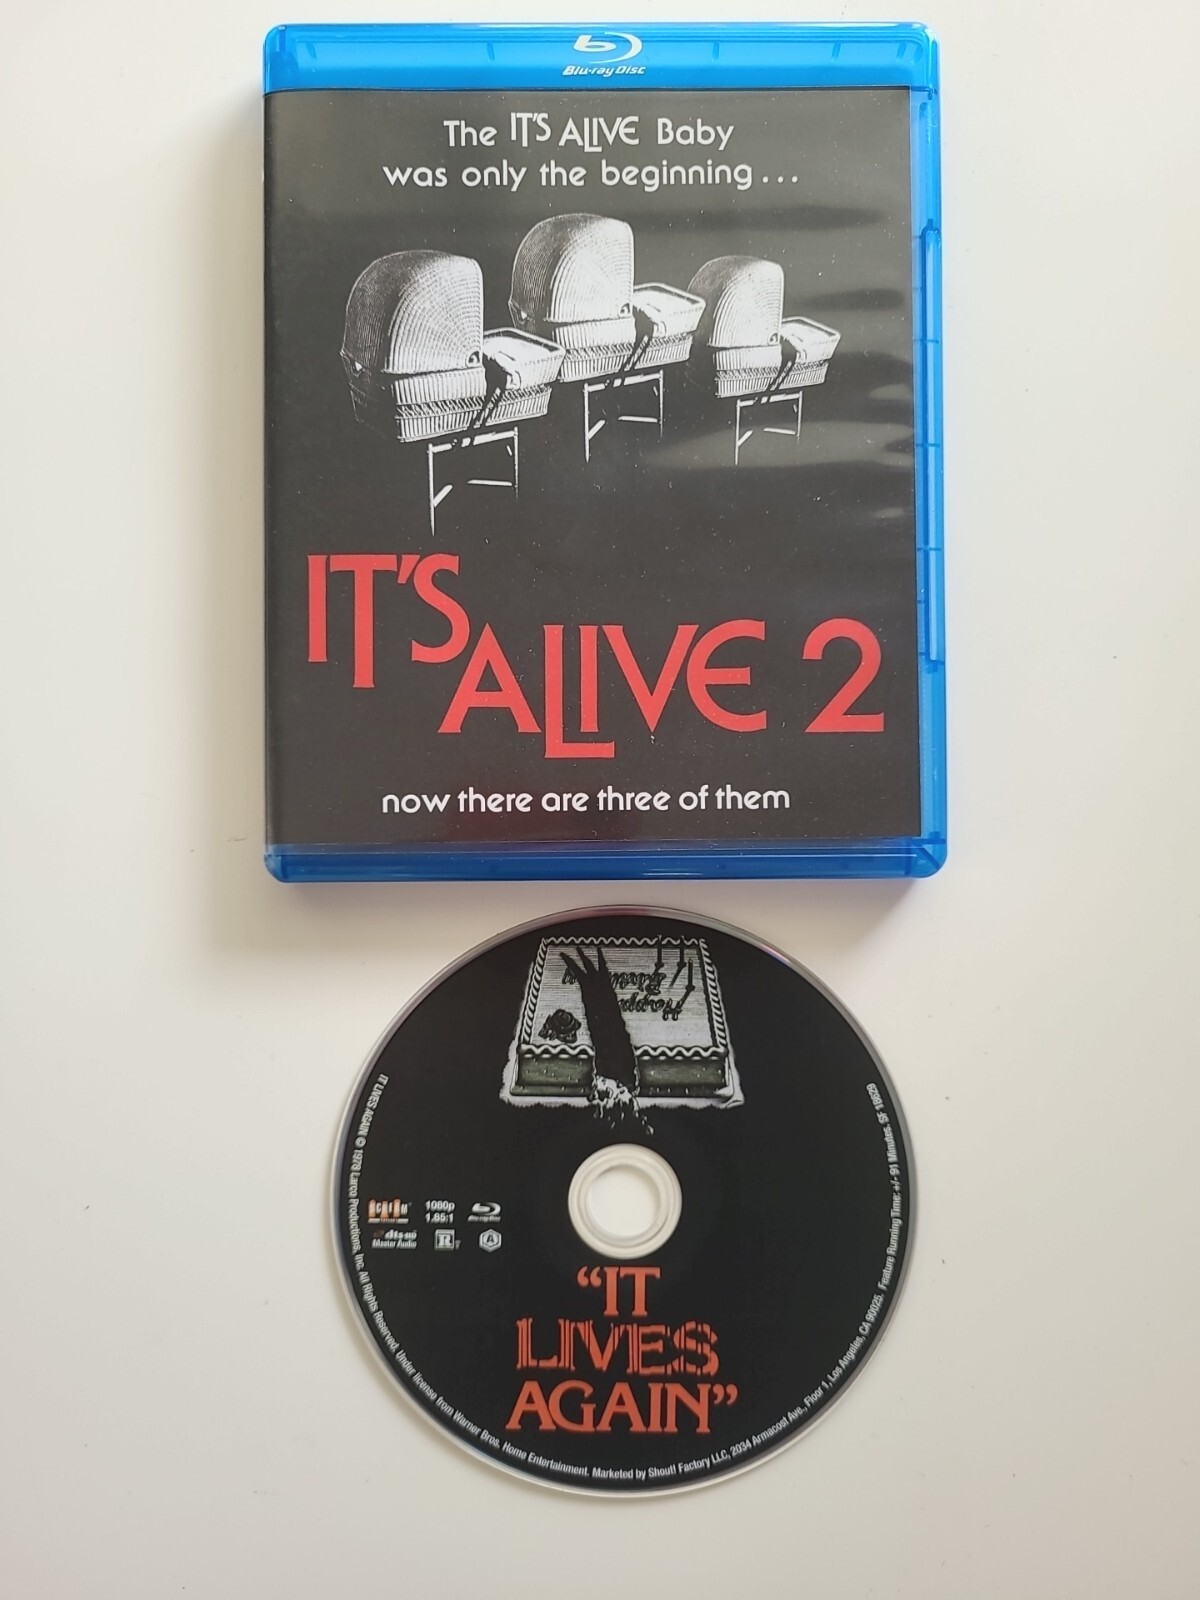 Blu-ray Disc
The IT'S ALIVE Baby
was only the beginning...
IT'S
ALIVE 2
now there are three of them
Happy
1080p
1.85:1
Blu-ray Disc
dts-HD
Master Audio
R
A
"IT
LIVES
AGAIN"
IT LIVES AGAIN © 1978 Larco Productions, Inc. All Rights Reserved. Under license from Warner Bros. Home Entertainment. Marketed by Shout! Factory LLC, 2034 Armacost Ave., Floor 1, Los Angeles, CA 90025. Feature Running Time: +/- 91 Minutes. SF 18629